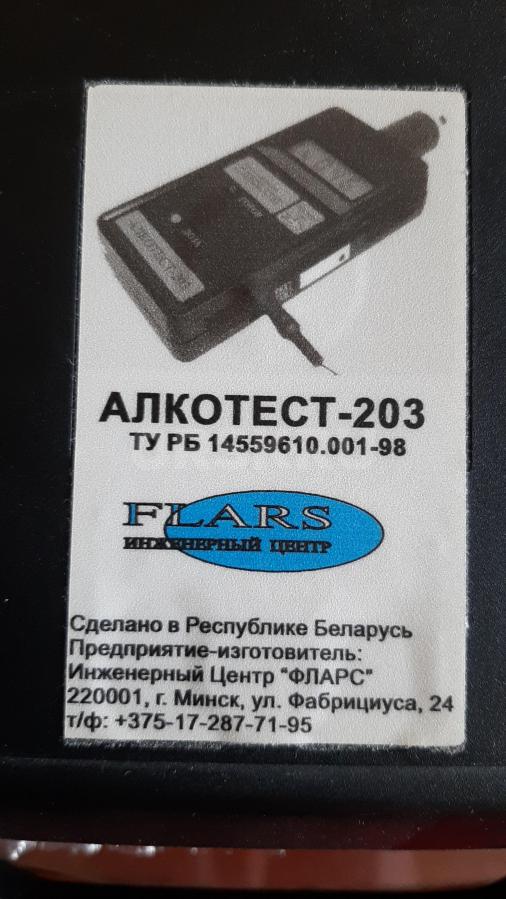 АЛКОТЕСТ-203
ТУ РБ 14559610.001-98
FLARS
ИНЖЕНЕРНЫЙ ЦЕНТР
Сделано в Республике Беларусь
Предприятие-изготовитель:
Инженерный Центр "ФЛАРС"
220001, г. Минск, ул. Фабрициуса, 24
т/ф: +375-17-287-71-95